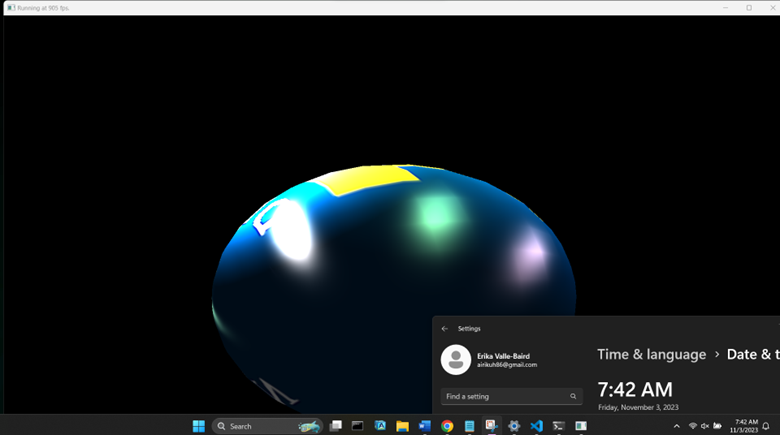 Running at 905 fps
Settings
Erika Valle-Baird
airikuh86@gmail.com
Time & language > Date & t
Find a setting
7:42 AM
Friday, November 3, 2023
Search
7:42 AM
11/3/2023